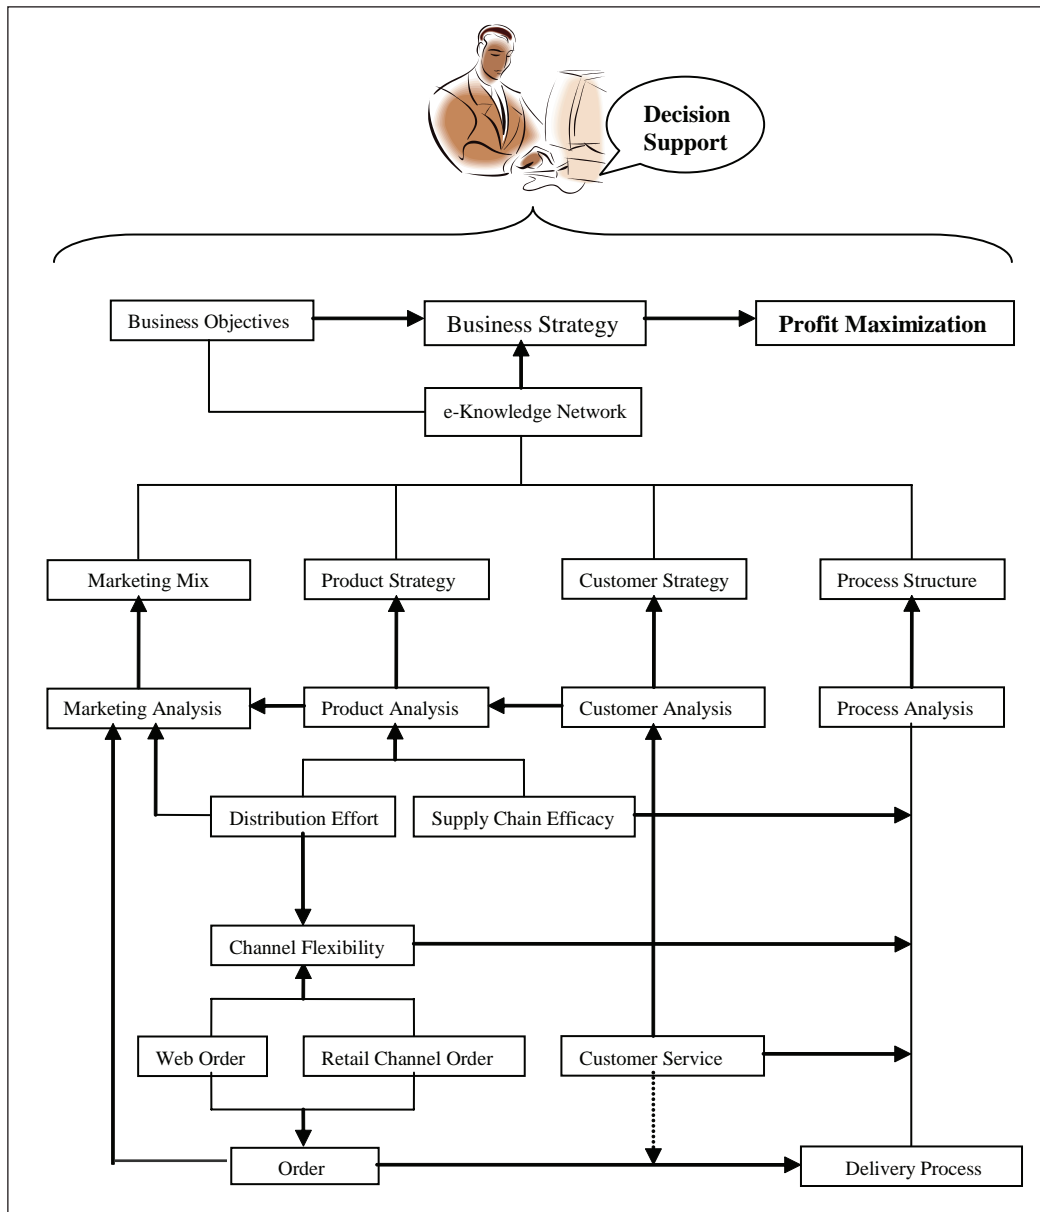 Decision
Support
Business Objectives
Business Strategy
Profit Maximization
e-Knowledge Network
Marketing Mix
Product Strategy
Customer Strategy
Process Structure
Marketing Analysis
Product Analysis
Customer Analysis
Process Analysis
Distribution Effort
Supply Chain Efficacy
Channel Flexibility
Web Order
Retail Channel Order
Customer Service
Order
Delivery Process